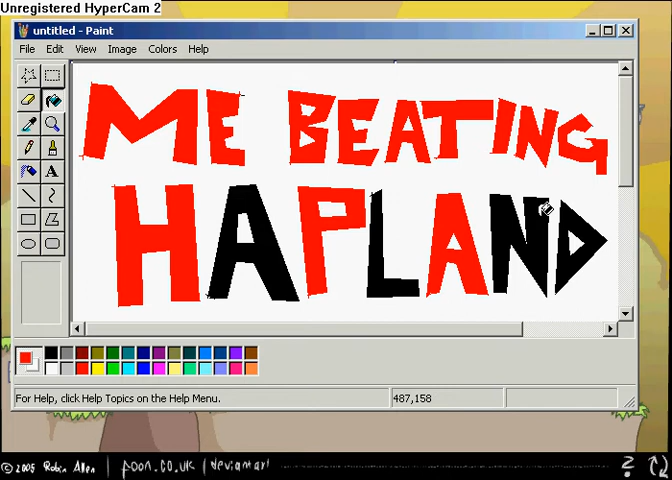 Unregistered HyperCam 2
untitled - Paint
File Edit View Image Colors Help
A
ME BEATING
HAPLAND
For Help, click Help Topics on the Help Menu.
487,158
© 2005 Robin Allen foon.co.uk deviantart ?